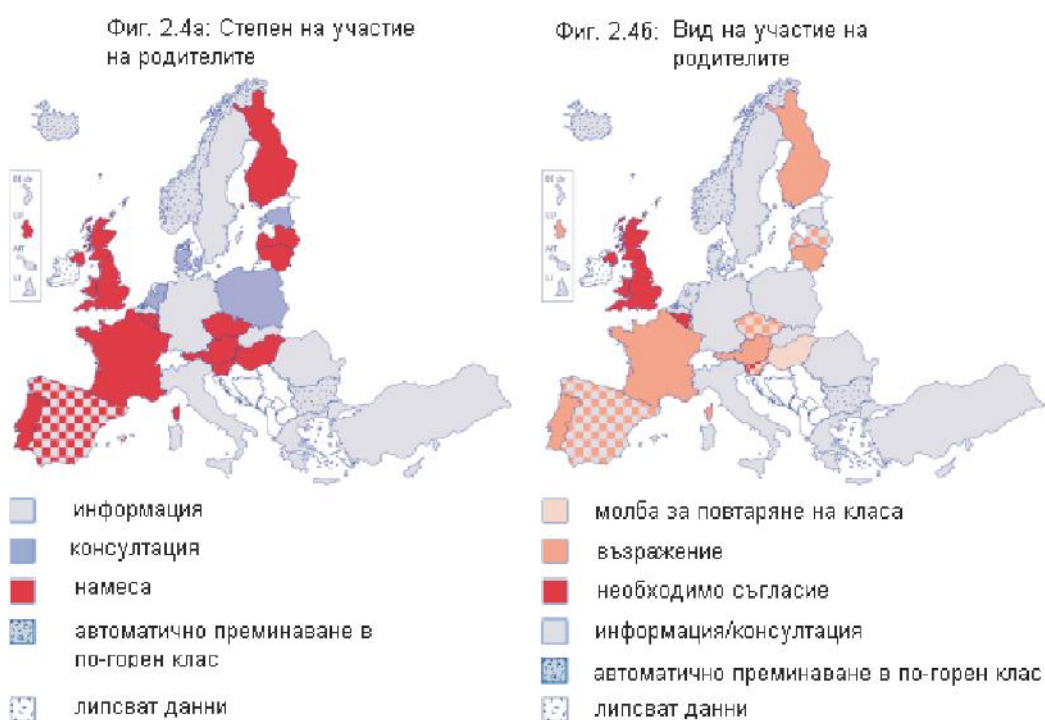 Фиг. 2.4а: Степен на участие
на родителите
Фиг. 2.4б: Вид на участие на
родителите
информация
консултация
намеса
автоматично преминаване в
по-горен клас
липсват данни
молба за повтаряне на класа
възражение
необходимо съгласие
информация/консултация
автоматично преминаване в по-горен клас
липсват данни